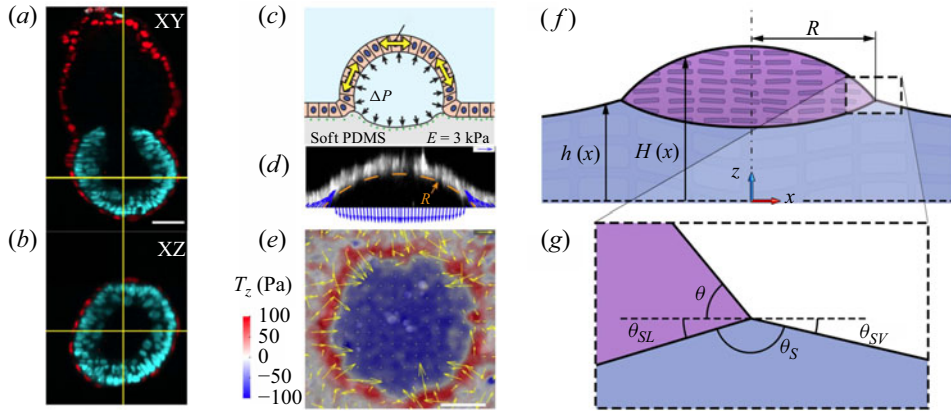 (a)
XY
(b)
XZ
(c)
P
ΔP
Soft PDMS E = 3 kPa
(d)
R
(e)
T_z (Pa)
100
50
0
−50
−100
(f)
R
h (x)
H (x)
z
x
(g)
θ
θ_SL
θ_S
θ_SV